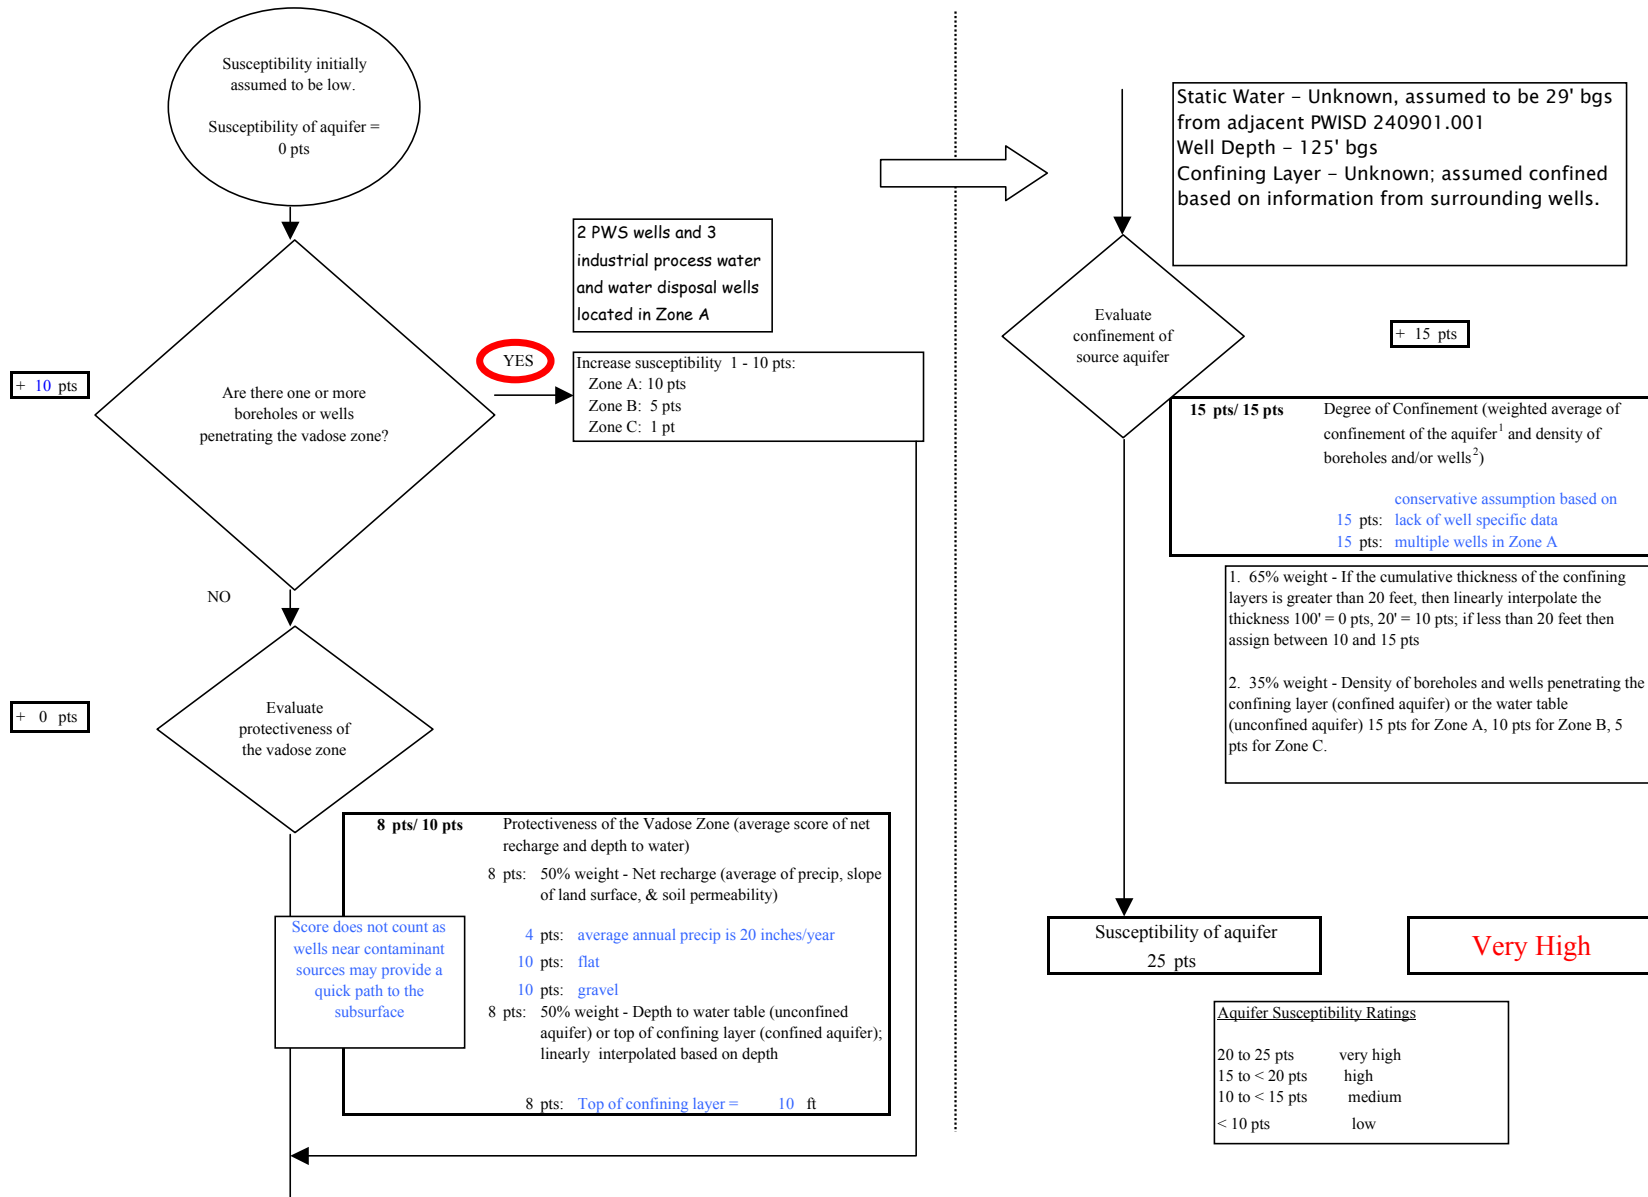 Susceptibility initially
assumed to be low.
Susceptibility of aquifer =
0 pts
+ 10 pts
Are there one or more
boreholes or wells
penetrating the vadose zone?
YES
2 PWS wells and 3
industrial process water
and water disposal wells
located in Zone A
Increase susceptibility 1 - 10 pts:
Zone A: 10 pts
Zone B: 5 pts
Zone C: 1 pt
NO
+ 0 pts
Evaluate
protectiveness of
the vadose zone
8 pts/ 10 pts Protectiveness of the Vadose Zone (average score of net
recharge and depth to water)
8 pts: 50% weight - Net recharge (average of precip, slope
of land surface, & soil permeability)
4 pts: average annual precip is 20 inches/year
10 pts: flat
10 pts: gravel
8 pts: 50% weight - Depth to water table (unconfined
aquifer) or top of confining layer (confined aquifer);
linearly interpolated based on depth
8 pts: Top of confining layer = 10 ft
Score does not count as
wells near contaminant
sources may provide a
quick path to the
subsurface
Static Water - Unknown, assumed to be 29' bgs
from adjacent PWISD 240901.001
Well Depth - 125' bgs
Confining Layer - Unknown; assumed confined
based on information from surrounding wells.
Evaluate
confinement of
source aquifer
+ 15 pts
15 pts/ 15 pts Degree of Confinement (weighted average of
confinement of the aquifer1 and density of
boreholes and/or wells2)
conservative assumption based on
15 pts: lack of well specific data
15 pts: multiple wells in Zone A
1. 65% weight - If the cumulative thickness of the confining
layers is greater than 20 feet, then linearly interpolate the
thickness 100' = 0 pts, 20' = 10 pts; if less than 20 feet then
assign between 10 and 15 pts
2. 35% weight - Density of boreholes and wells penetrating the
confining layer (confined aquifer) or the water table
(unconfined aquifer) 15 pts for Zone A, 10 pts for Zone B, 5
pts for Zone C.
Susceptibility of aquifer
25 pts
Very High
Aquifer Susceptibility Ratings
20 to 25 pts very high
15 to < 20 pts high
10 to < 15 pts medium
< 10 pts low